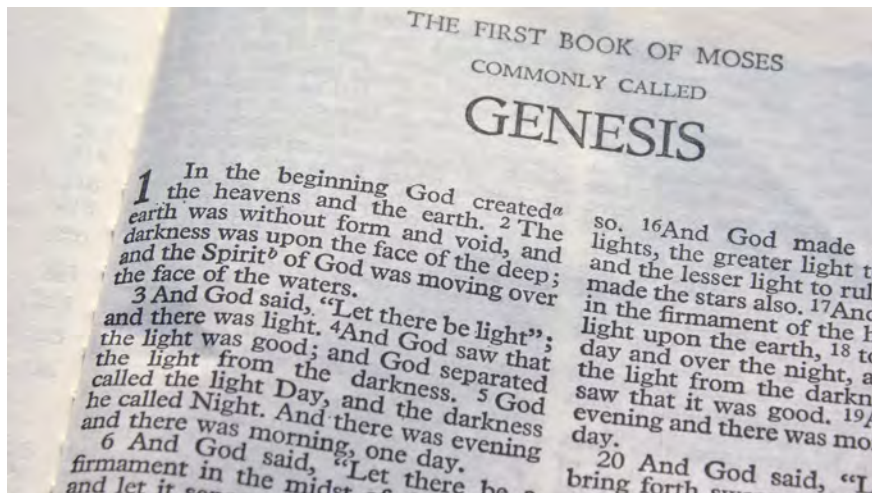 THE FIRST BOOK OF MOSES
COMMONLY CALLED
GENESIS
1 In the beginning God createdᵃ
the heavens and the earth. ² The
earth was without form and void, and
darkness was upon the face of the deep;
and the Spiritᵇ of God was moving over
the face of the waters.
3 And God said, “Let there be light”;
and there was light. ⁴And God saw that
the light was good; and God separated
the light from the darkness. ⁵ God
called the light Day, and the darkness
he called Night. And there was evening
and there was morning, one day.
6 And God said, “Let there be a
firmament in the midst
and let it
so. ¹⁶And God made
lights, the greater light
and the lesser light to
made the stars also. ¹⁷
in the firmament of the
light upon the earth, ¹⁸ to
day and over the night,
the light from the
saw that it was good. ¹⁹
evening and there was
day.
20 And God said,
bring forth